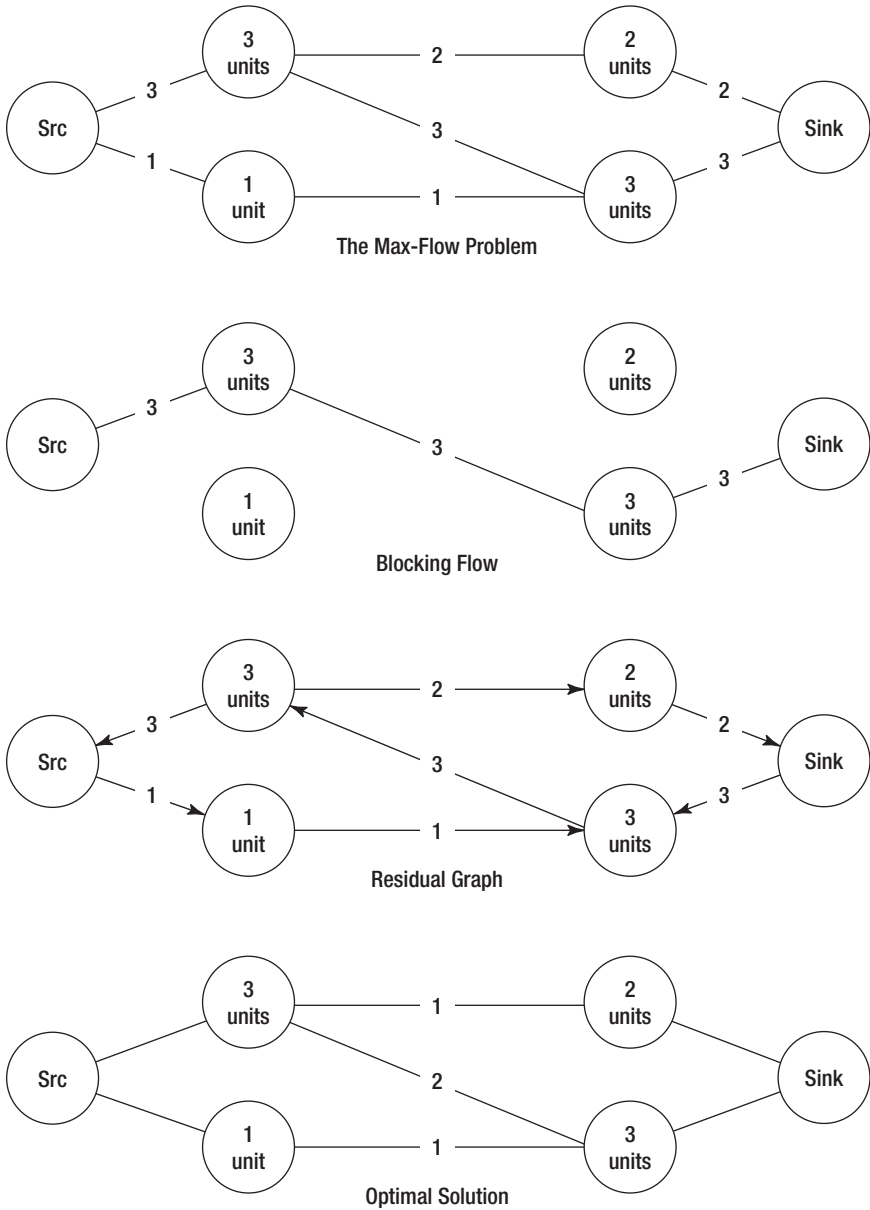 3
units
2
2
units
3
2
Src
3
Sink
1
3
1
unit
1
3
units
The Max-Flow Problem
3
units
2
units
3
Src
3
Sink
3
1
unit
3
units
Blocking Flow
3
units
2
2
units
3
2
Src
3
Sink
1
3
1
unit
1
3
units
Residual Graph
3
units
1
2
units
Src
2
Sink
1
unit
1
3
units
Optimal Solution